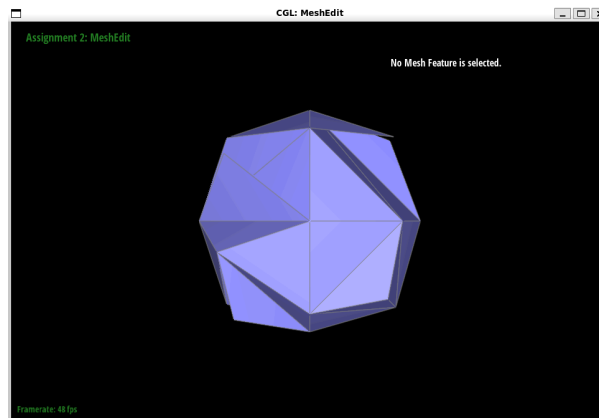 CGL: MeshEdit
Assignment 2: MeshEdit
No Mesh Feature is selected.
Framerate: 48 fps